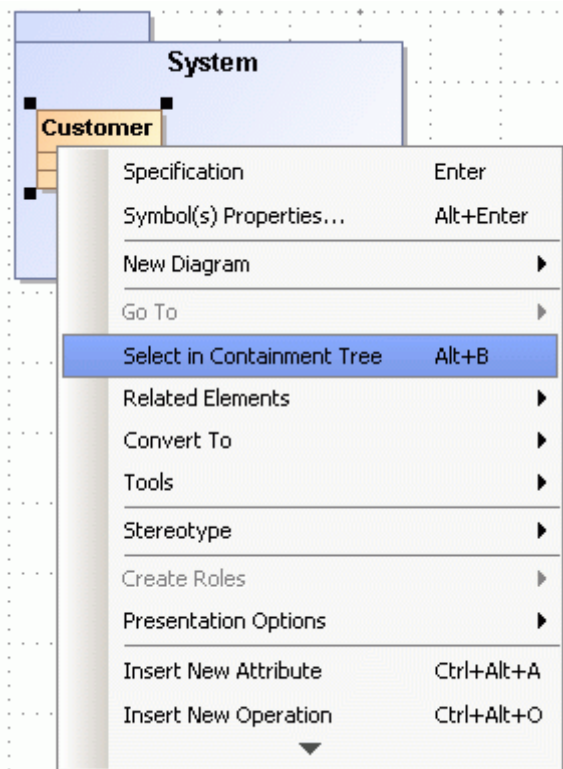 System
Customer
Specification Enter
Symbol(s) Properties... Alt+Enter
New Diagram
Go To
Select in Containment Tree Alt+B
Related Elements
Convert To
Tools
Stereotype
Create Roles
Presentation Options
Insert New Attribute Ctrl+Alt+A
Insert New Operation Ctrl+Alt+O